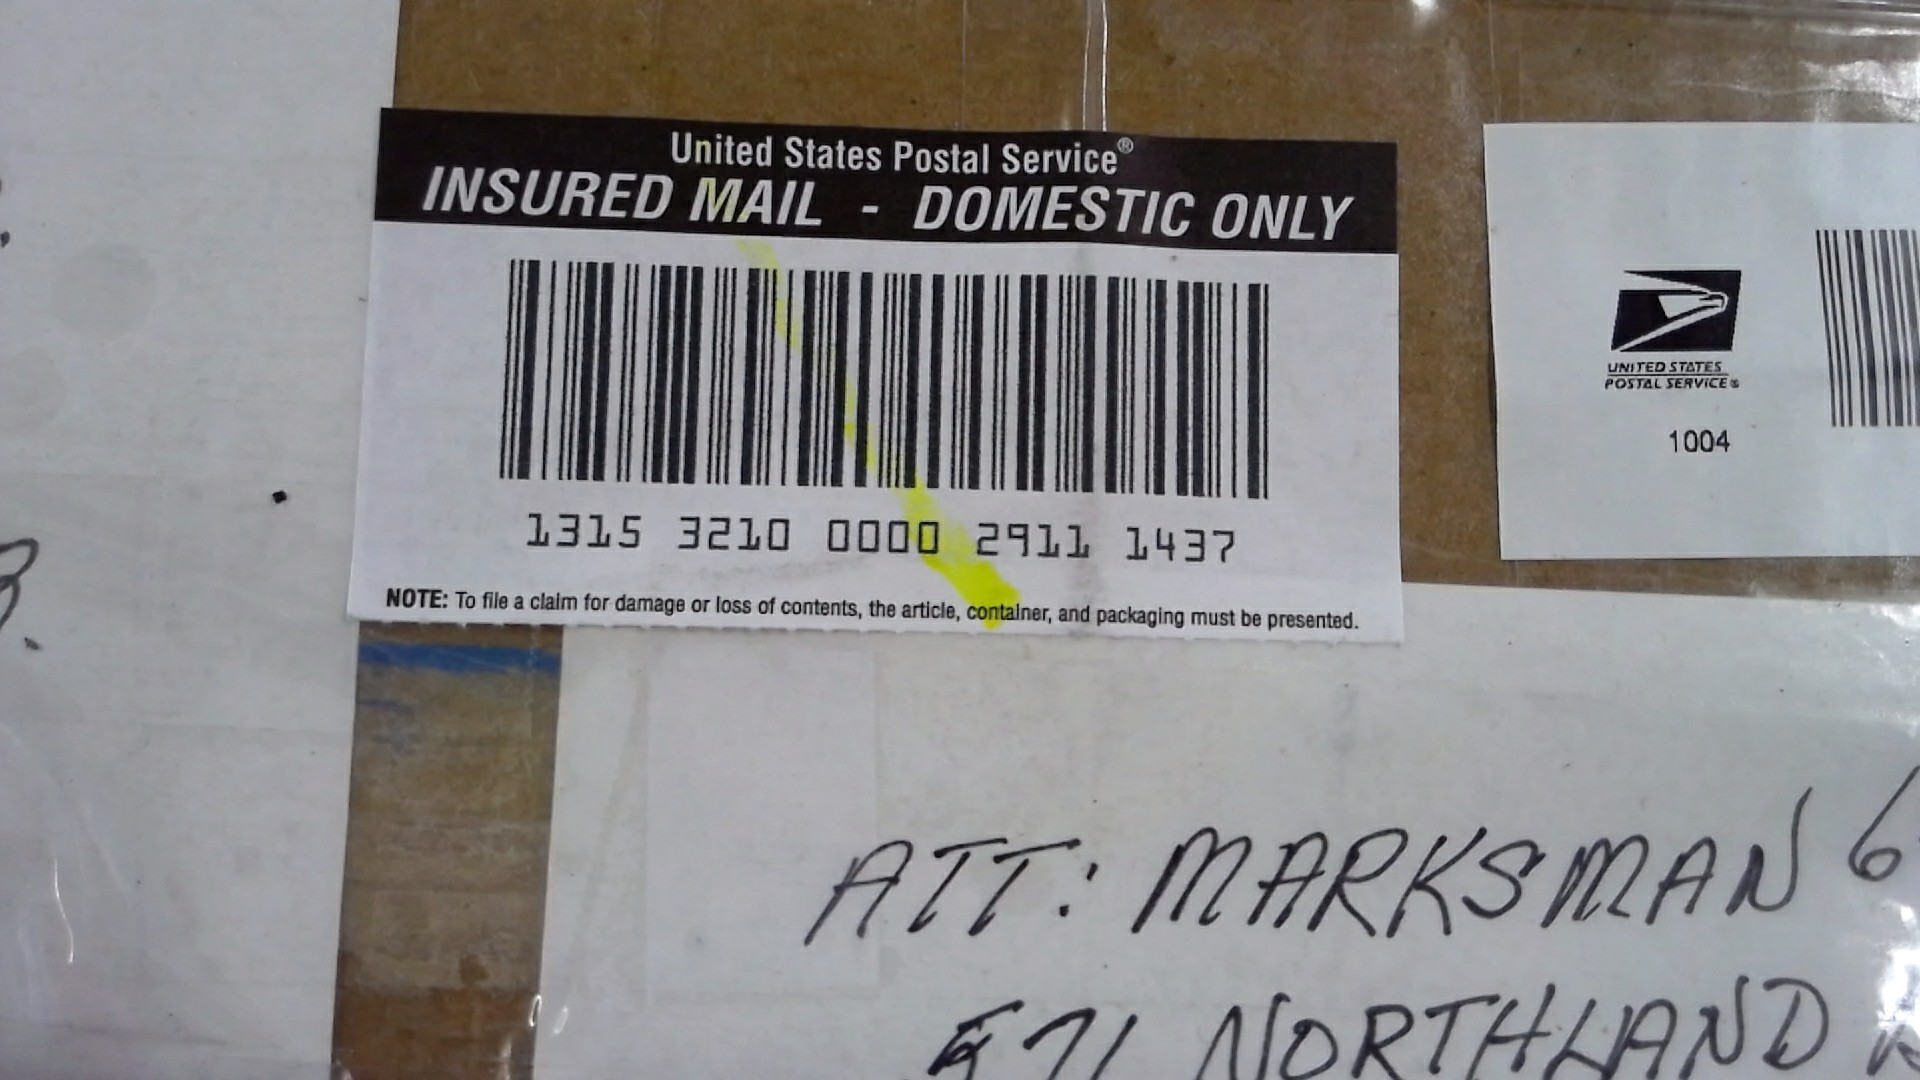 United States Postal Service®
INSURED MAIL - DOMESTIC ONLY
1315 3210 0000 2911 1437
NOTE: To file a claim for damage or loss of contents, the article, container, and packaging must be presented.
UNITED STATES
POSTAL SERVICE®
1004
ATT: MARKSMAN
571 NORTHLAND